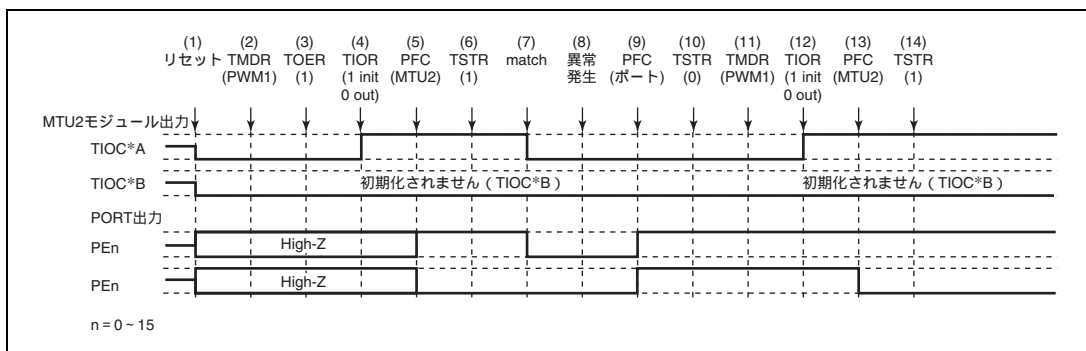 (1) (2) (3) (4) (5) (6) (7) (8) (9) (10) (11) (12) (13) (14)
リセット TMDR TOER TIOR PFC TSTR match 異常 PFC TSTR TMDR TIOR PFC TSTR
(PWM1) (1) (1 init (MTU2) (1) 発生 (ポート) (0) (PWM1) (1 init (MTU2) (1)
0 out) 0 out)
MTU2モジュール出力
TIOC*A
TIOC*B 初期化されません(TIOC*B) 初期化されません(TIOC*B)
PORT出力
PEn High-Z
PEn High-Z
n = 0 ~ 15